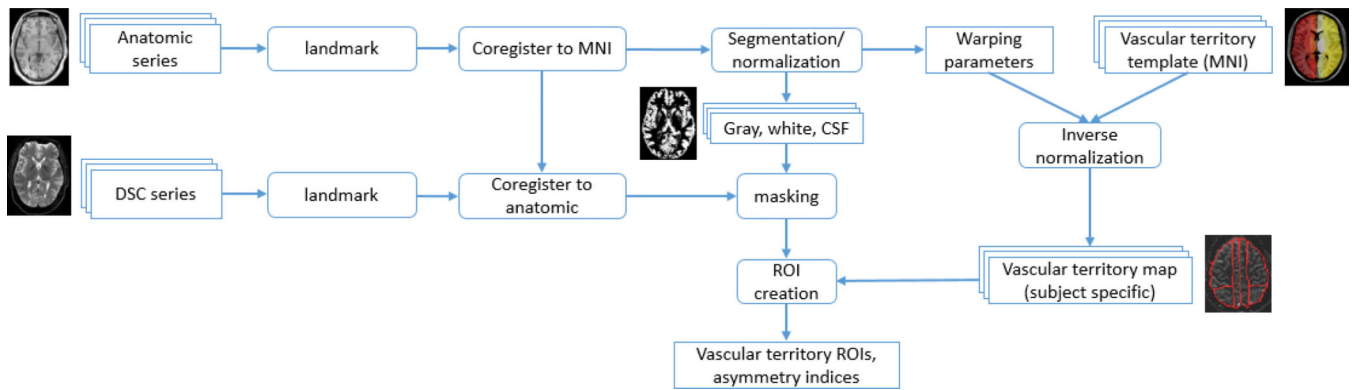 Anatomic
series
landmark
Coregister to MNI
Segmentation/
normalization
Warping
parameters
Vascular territory
template (MNI)
Gray, white, CSF
Inverse
normalization
DSC series
landmark
Coregister to
anatomic
masking
ROI
creation
Vascular territory map
(subject specific)
Vascular territory ROIs,
asymmetry indices